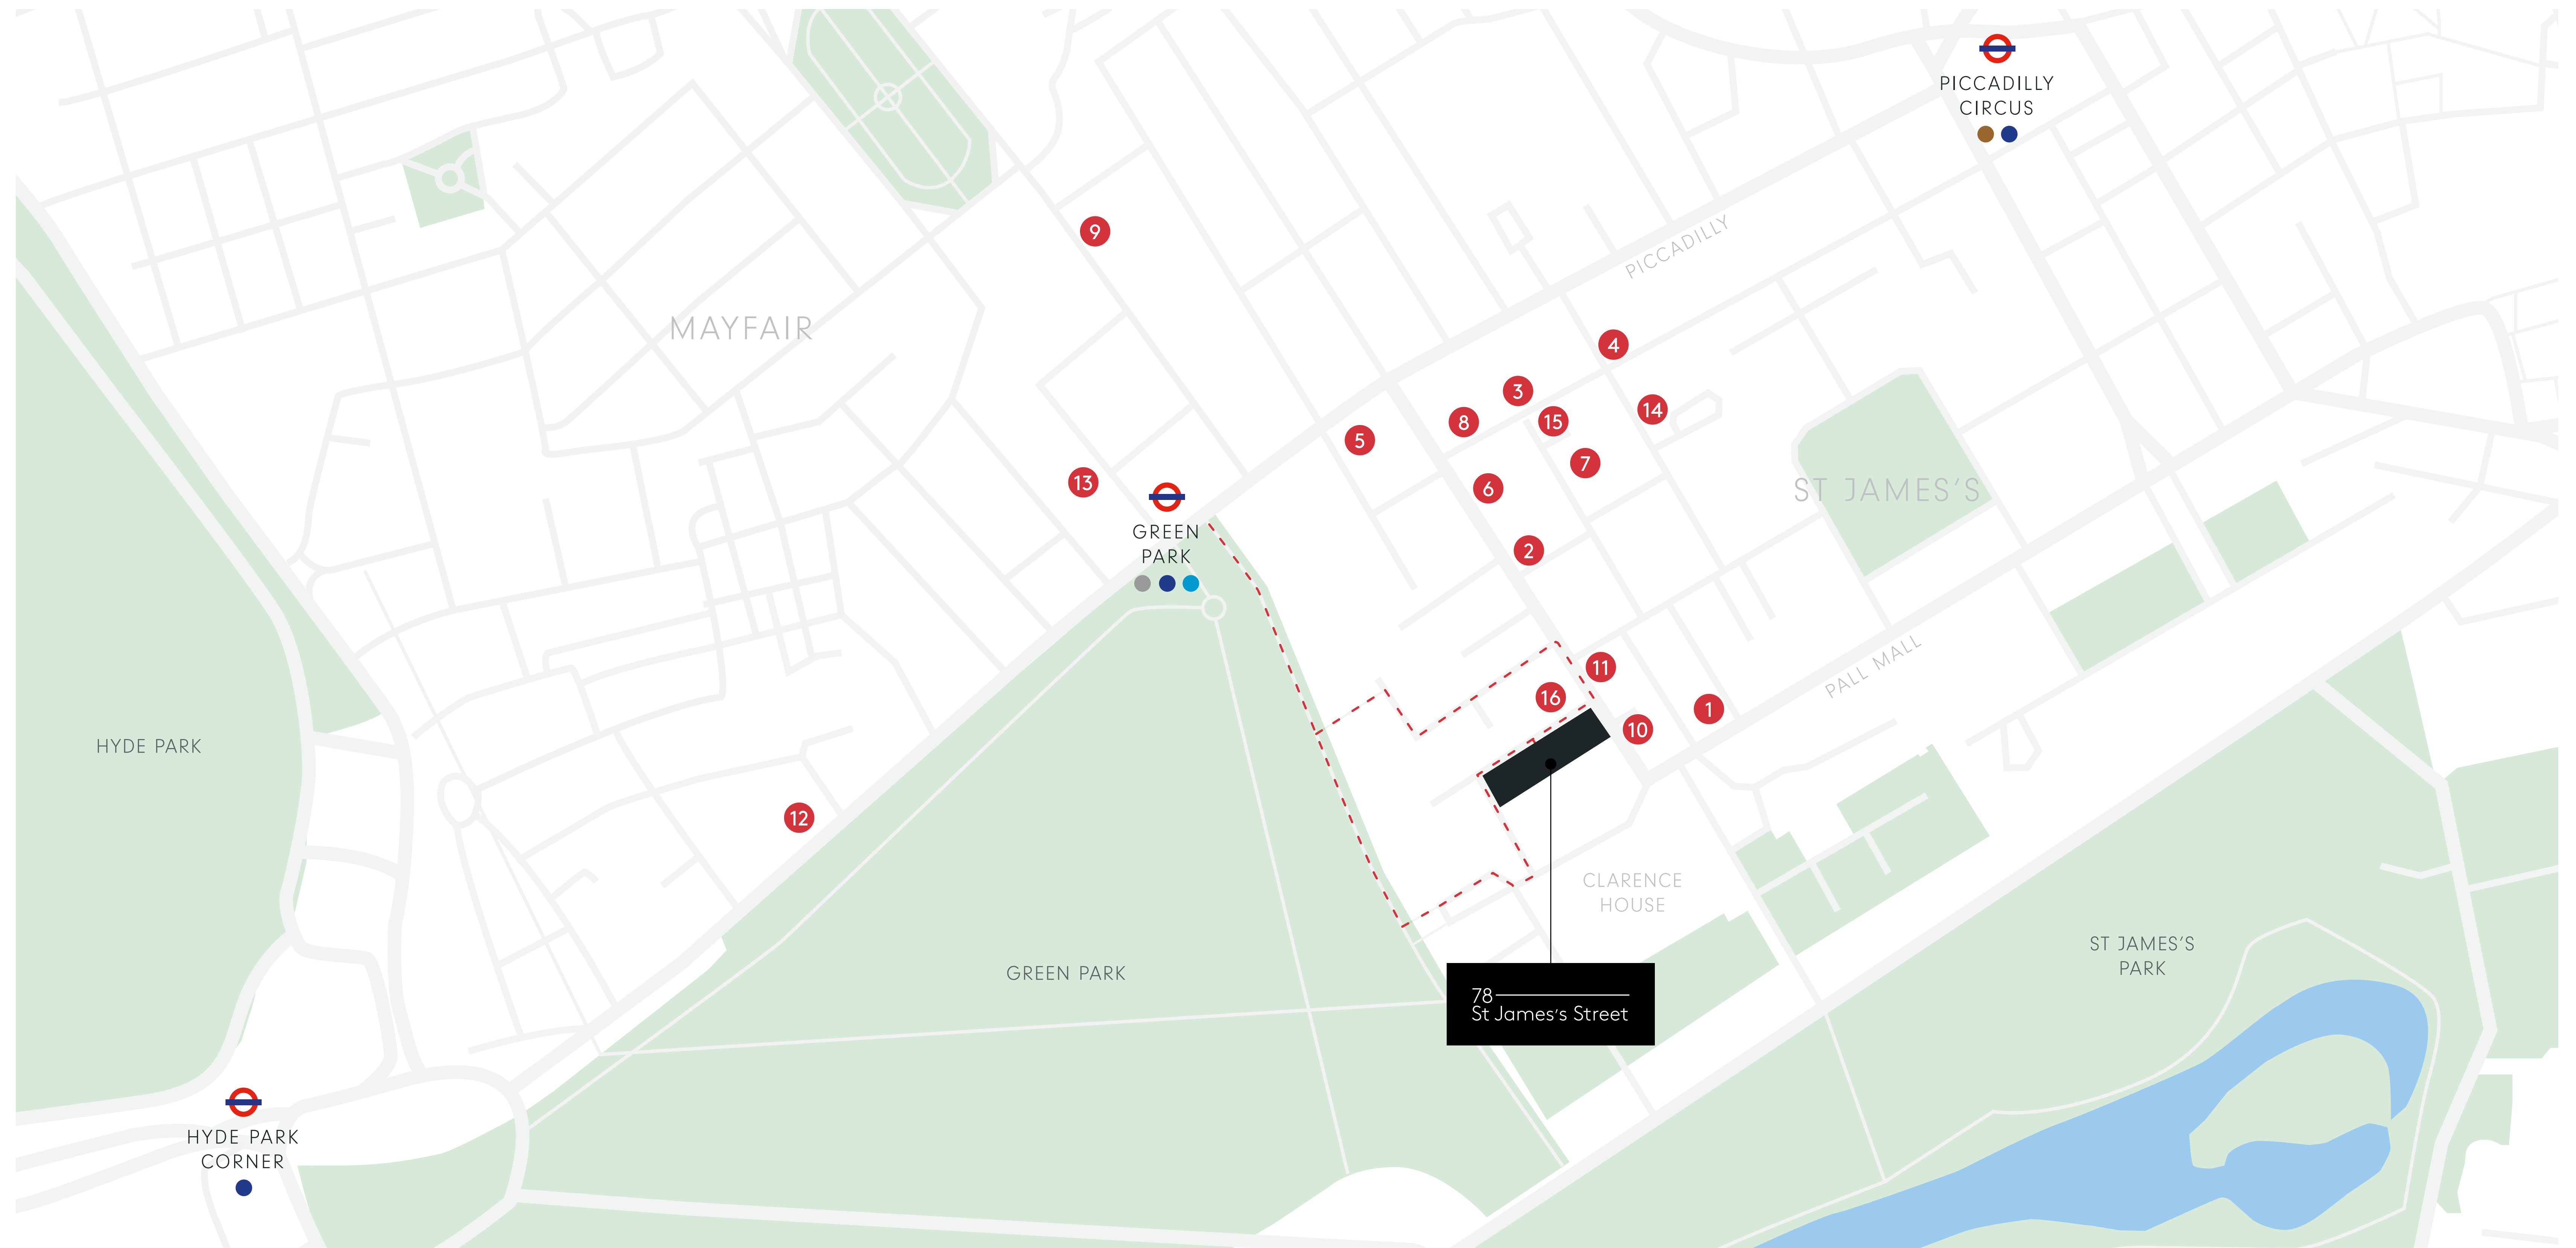 PICCADILLY
CIRCUS
9
PICCADILLY
MAYFAIR
4
3
14
8
15
5
7
13
6
ST JAMES'S
GREEN
PARK
2
11
PALL MALL
16
1
10
HYDE PARK
12
CLARENCE
HOUSE
ST JAMES'S
PARK
GREEN PARK
78
St James's Street
HYDE PARK
CORNER